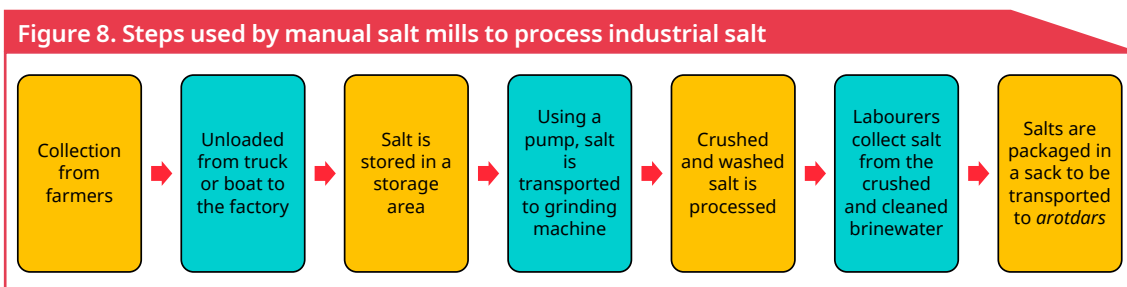 Figure 8. Steps used by manual salt mills to process industrial salt
Collection
from
farmers
Unloaded
from truck
or boat to
the factory
Salt is
stored in a
storage
area
Using a
pump, salt
is
transported
to grinding
machine
Crushed
and washed
salt is
processed
Labourers
collect salt
from the
crushed
and cleaned
brinewater
Salts are
packaged in
a sack to be
transported
to arotdars